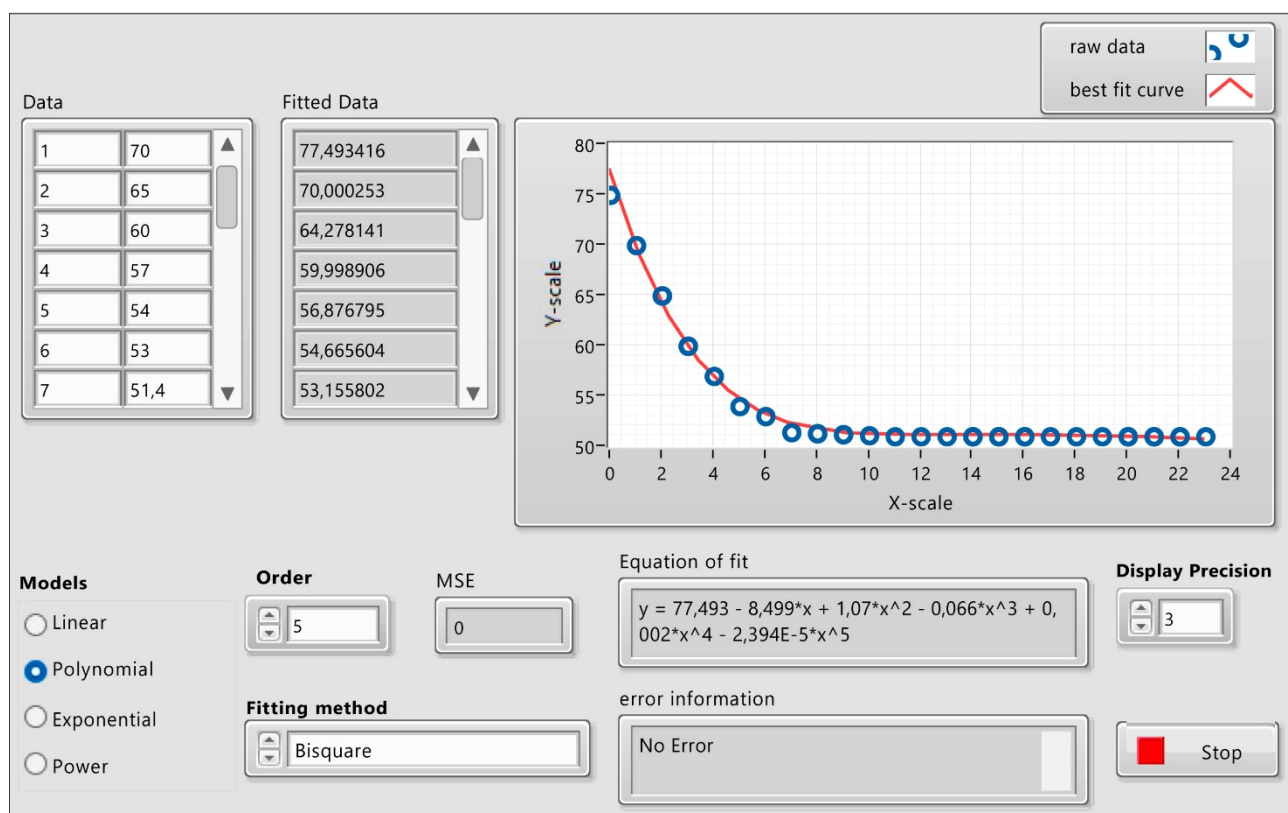 raw data
best fit curve
Data
Fitted Data
1 70
2 65
3 60
4 57
5 54
6 53
7 51,4
77,493416
70,000253
64,278141
59,998906
56,876795
54,665604
53,155802
80
75
70
65
60
55
50
Y-scale
0 2 4 6 8 10 12 14 16 18 20 22 24
X-scale
Models
Linear
Polynomial
Exponential
Power
Order
5
MSE
0
Fitting method
Bisquare
Equation of fit
y = 77,493 - 8,499*x + 1,07*x^2 - 0,066*x^3 + 0,
002*x^4 - 2,394E-5*x^5
error information
No Error
Display Precision
3
Stop